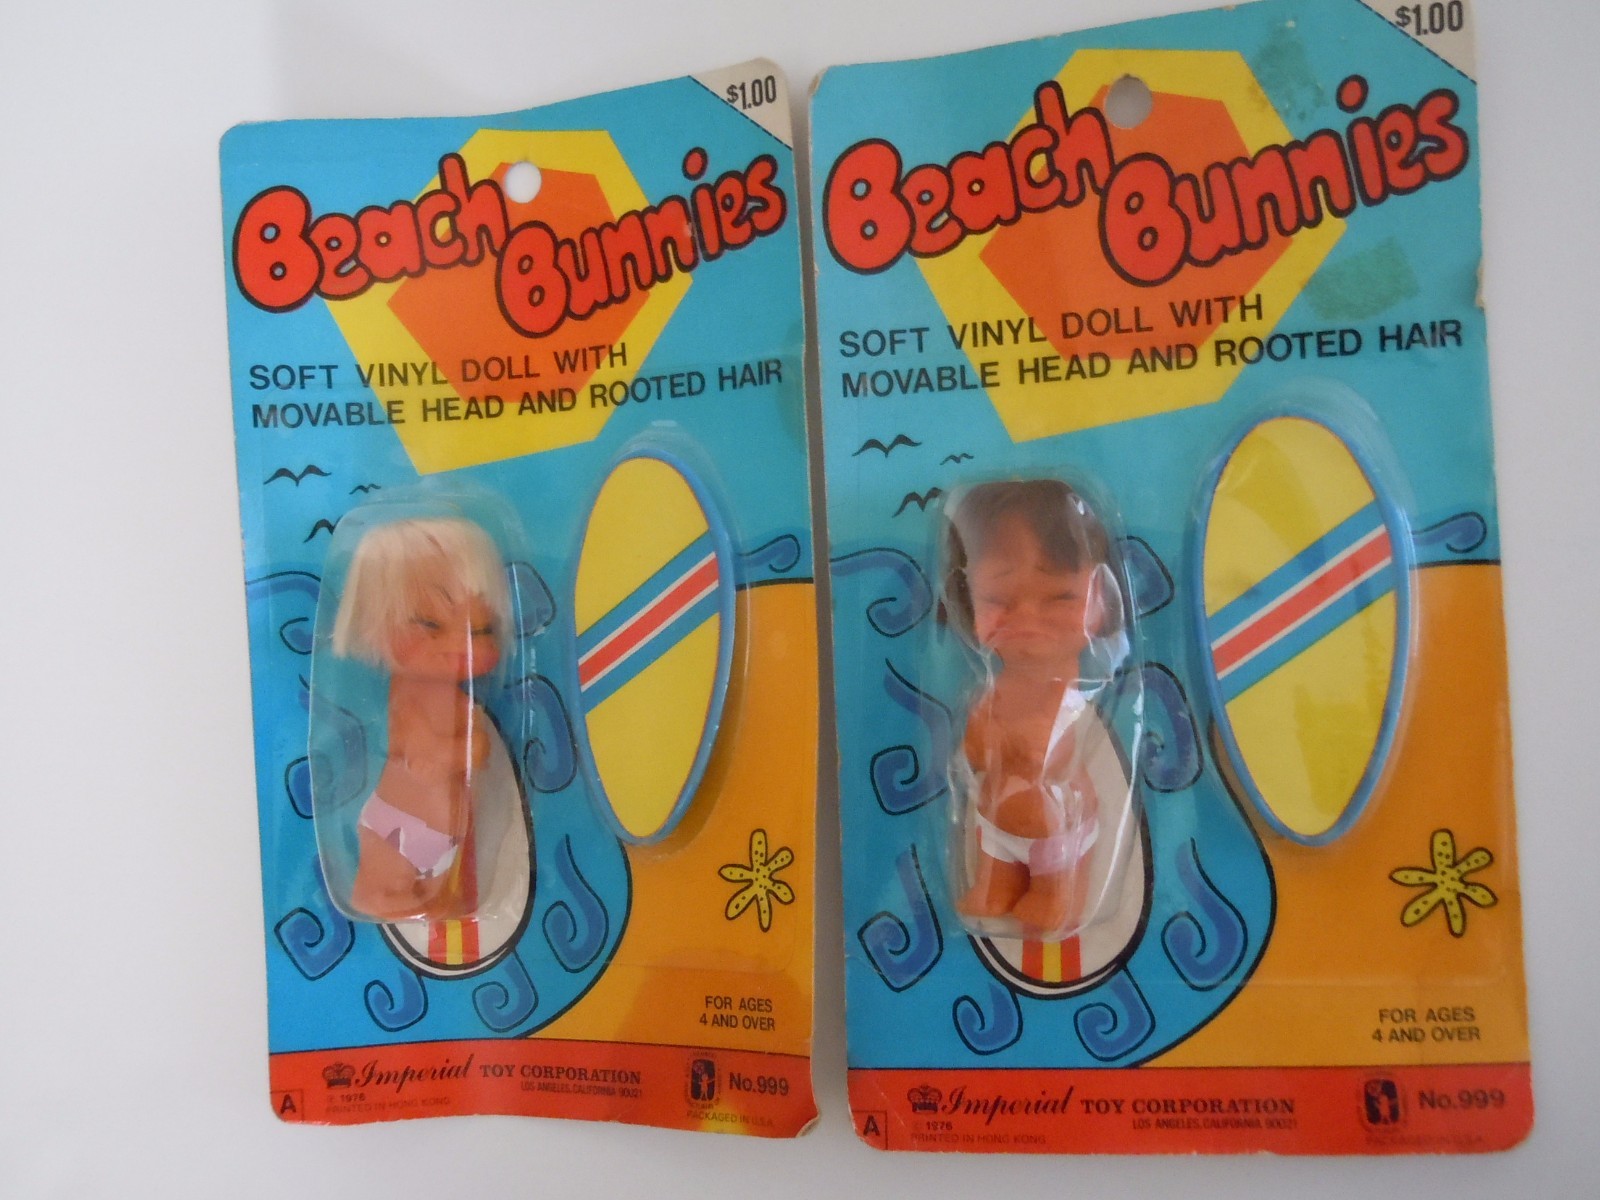 $1.00
Beach Bunnies
SOFT VINYL DOLL WITH
MOVABLE HEAD AND ROOTED HAIR
FOR AGES
4 AND OVER
Imperial TOY CORPORATION
LOS ANGELES, CALIFORNIA 90021
No.999
A
1976
PRINTED IN HONG KONG
PACKAGED IN U.S.A.
$1.00
Beach Bunnies
SOFT VINYL DOLL WITH
MOVABLE HEAD AND ROOTED HAIR
FOR AGES
4 AND OVER
Imperial TOY CORPORATION
LOS ANGELES, CALIFORNIA 90021
No.999
A
1976
PRINTED IN HONG KONG
PACKAGED IN U.S.A.